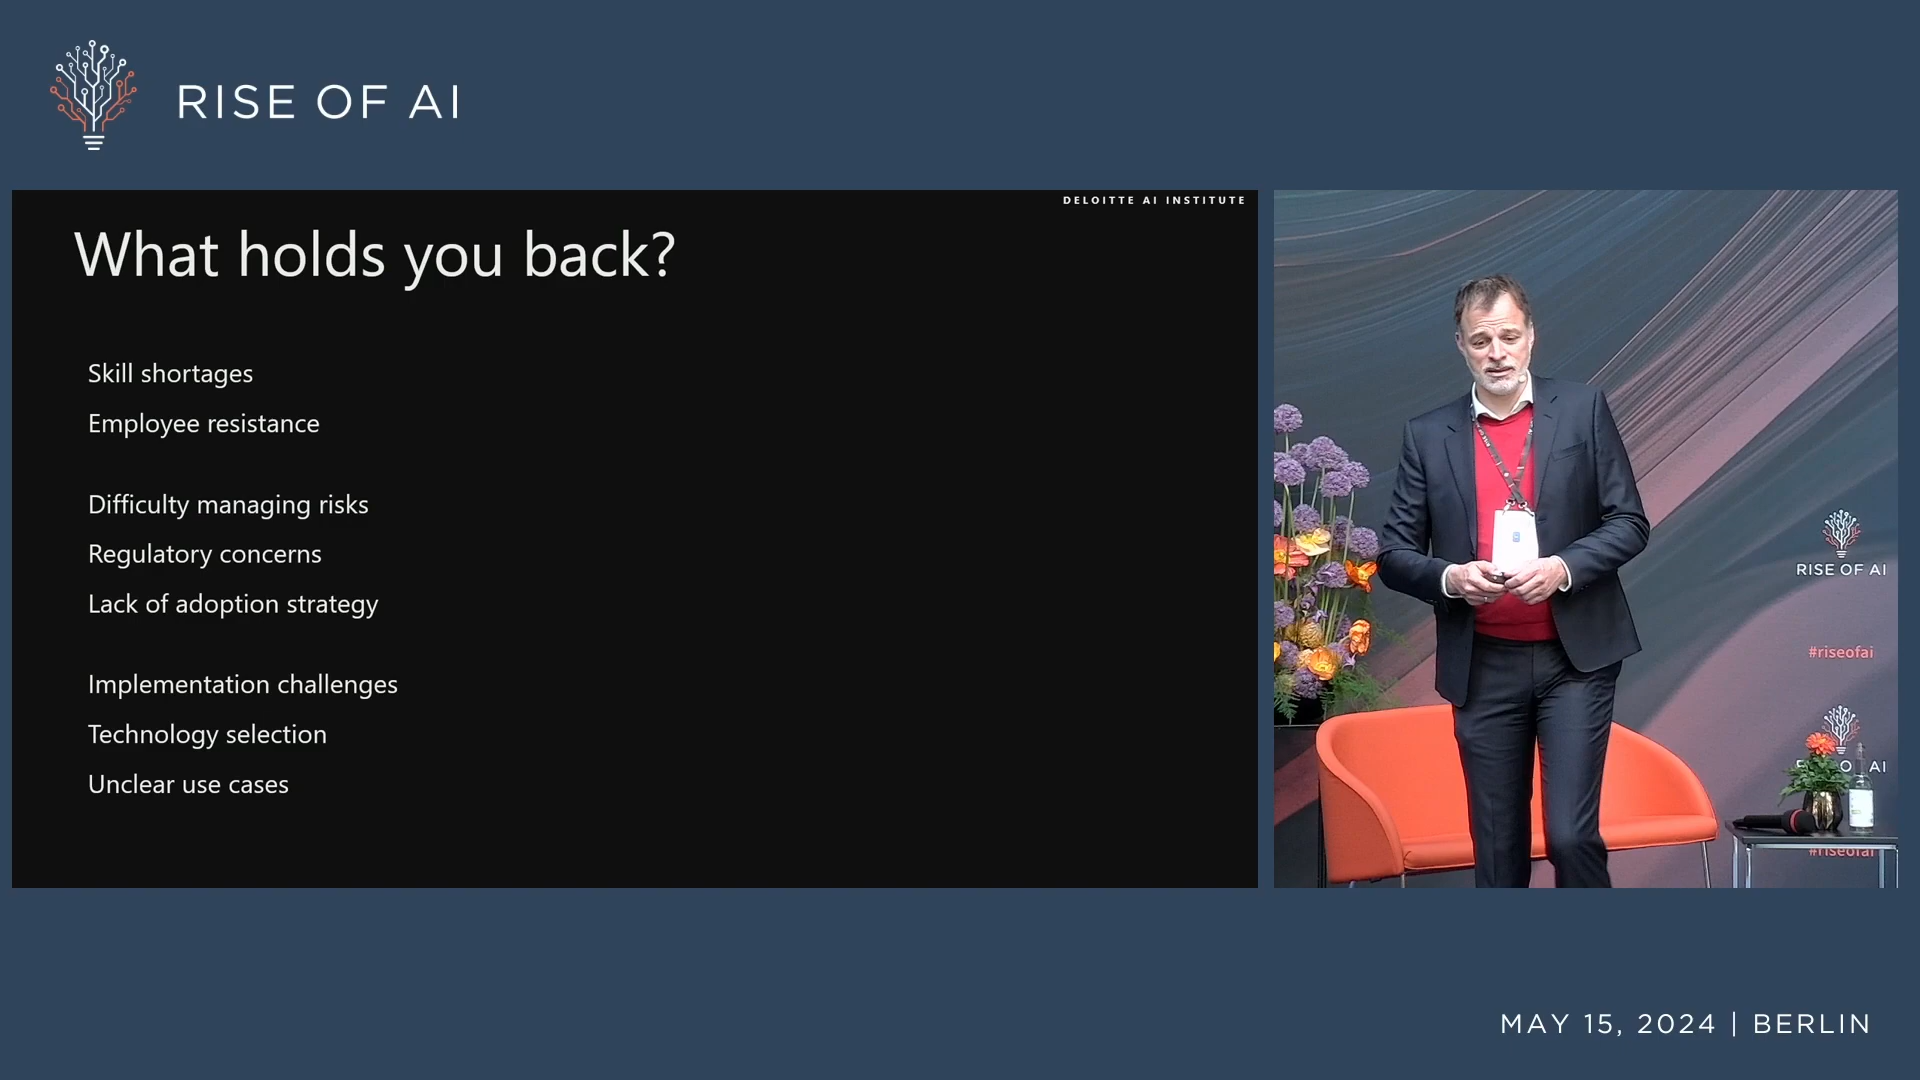 RISE OF AI
DELOITTE AI INSTITUTE
What holds you back?
Skill shortages
Employee resistance
Difficulty managing risks
Regulatory concerns
Lack of adoption strategy
Implementation challenges
Technology selection
Unclear use cases
RISE OF AI
#riseofai
AI
#riseofai
MAY 15, 2024 | BERLIN